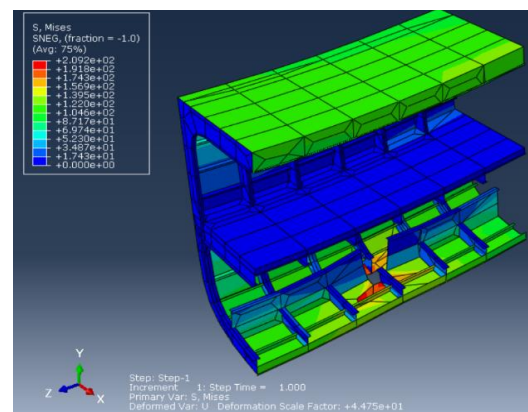 S, Mises
SNEG, (fraction = -1.0)
(Avg: 75%)
+2.092e+02
+1.918e+02
+1.743e+02
+1.569e+02
+1.395e+02
+1.220e+02
+1.046e+02
+8.717e+01
+6.974e+01
+5.230e+01
+3.487e+01
+1.743e+01
+0.000e+00
Y
Z
X
Step: Step-1
Increment 1: Step Time = 1.000
Primary Var: S, Mises
Deformed Var: U Deformation Scale Factor: +4.475e+01